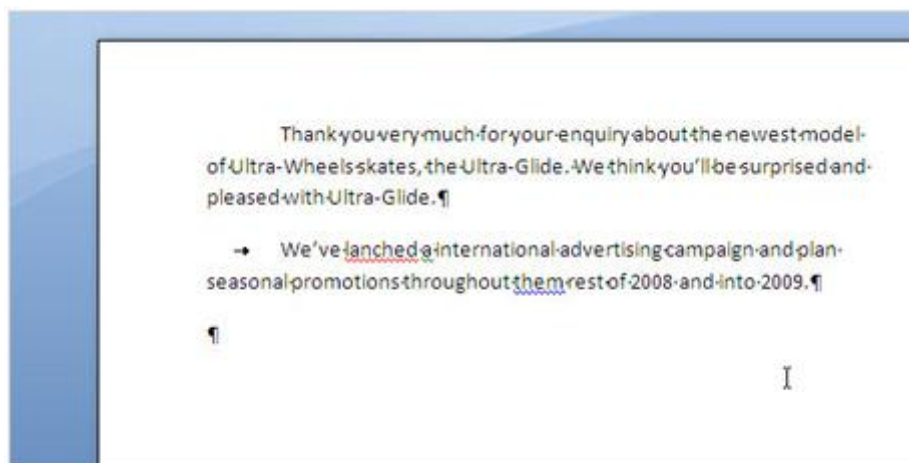 Thank you very much for your enquiry about the newest model
of Ultra-Wheels skates, the Ultra-Glide. We think you'll be surprised and
pleased with Ultra-Glide.¶
→ We've lanched a international advertising campaign and plan
seasonal promotions throughout them rest of 2008 and into 2009.¶
¶